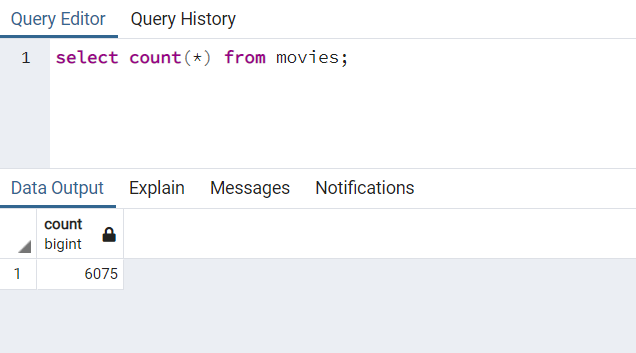 Query Editor Query History
1 select count(*) from movies;
Data Output Explain Messages Notifications
count
bigint
1 6075